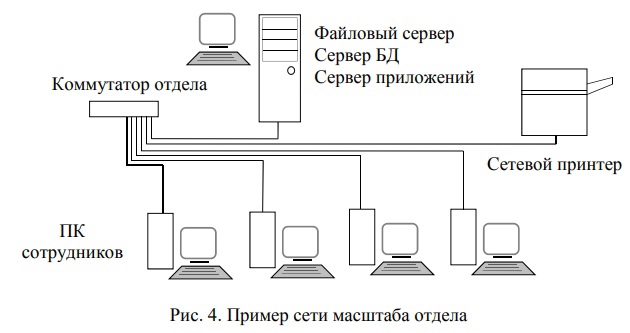 Файловый сервер
Сервер БД
Сервер приложений
Коммутатор отдела
Сетевой принтер
ПК
сотрудников
Рис. 4. Пример сети масштаба отдела